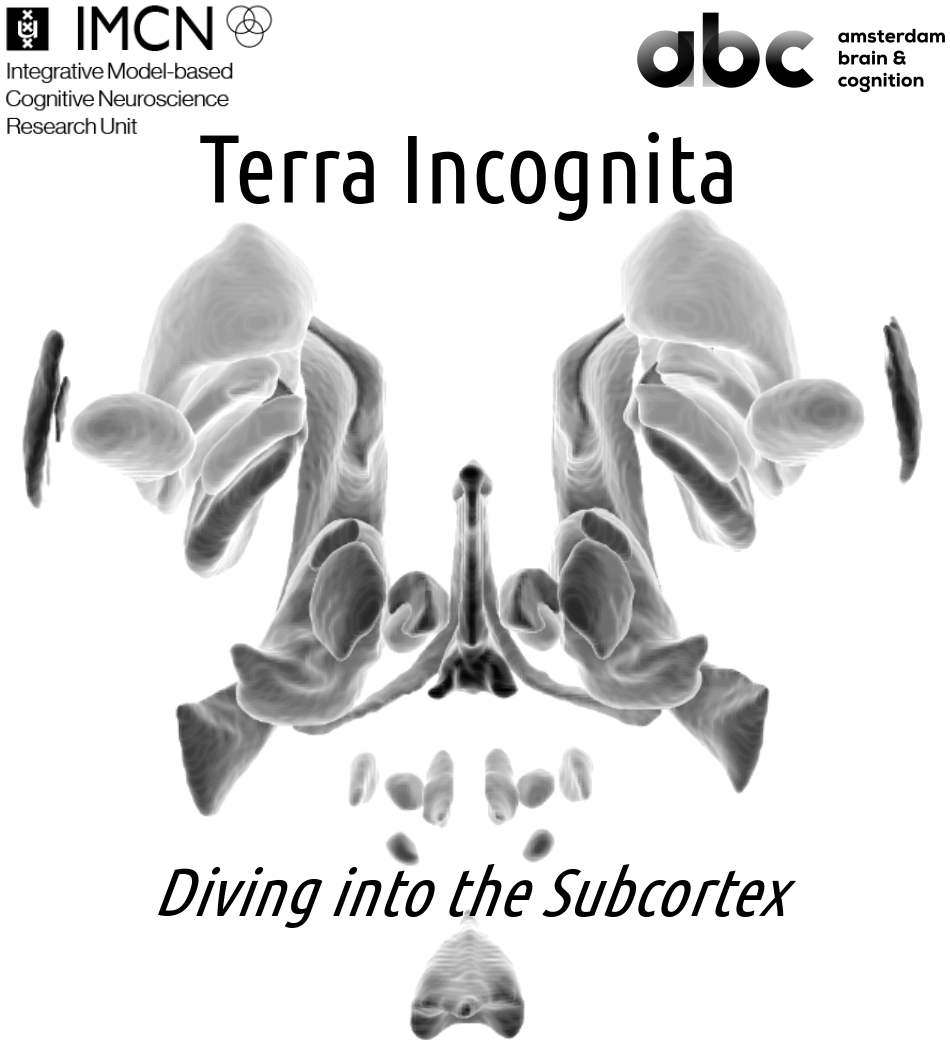 IMCN
Integrative Model-based
Cognitive Neuroscience
Research Unit
abc
amsterdam
brain &
cognition
Terra Incognita
Diving into the Subcortex